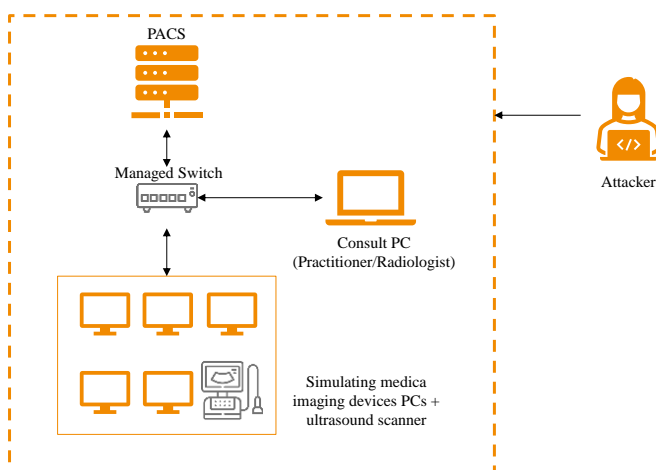 PACS
Managed Switch
Attacker
Consult PC
(Practitioner/Radiologist)
Simulating medica
imaging devices PCs +
ultrasound scanner